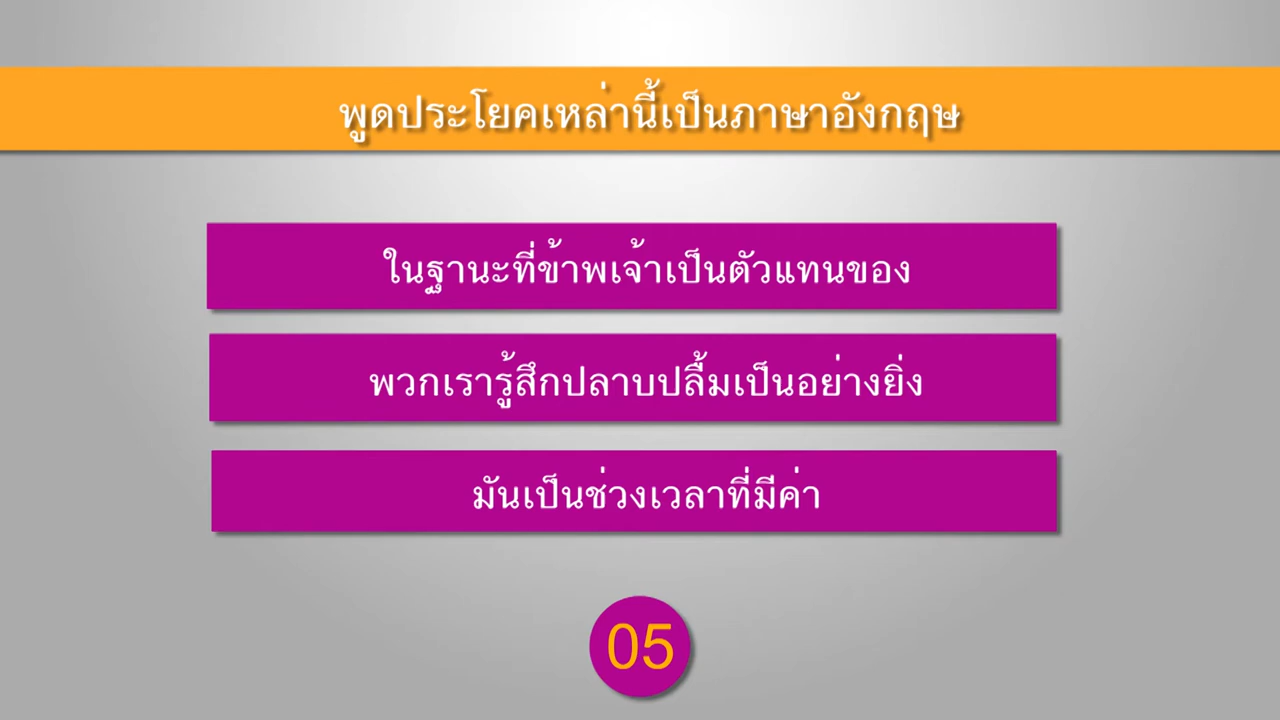 พูดประโยคเหล่านี้เป็นภาษาอังกฤษ
ในฐานะที่ข้าพเจ้าเป็นตัวแทนของ
พวกเรารู้สึกปลาบปลื้มเป็นอย่างยิ่ง
มันเป็นช่วงเวลาที่มีค่า
05